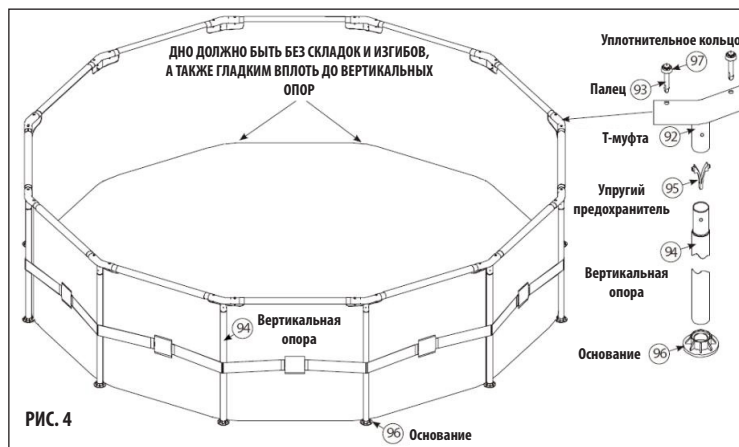 ДНО ДОЛЖНО БЫТЬ БЕЗ СКЛАДОК И ИЗГИБОВ,
А ТАКЖЕ ГЛАДКИМ ВПЛОТЬ ДО ВЕРТИКАЛЬНЫХ
ОПОР
Уплотнительное кольцо
97
Палец 93
Т-муфта 92
95
Упругий
предохранитель
94
Вертикальная
опора
Основание 96
94 Вертикальная
опора
РИС. 4
96 Основание